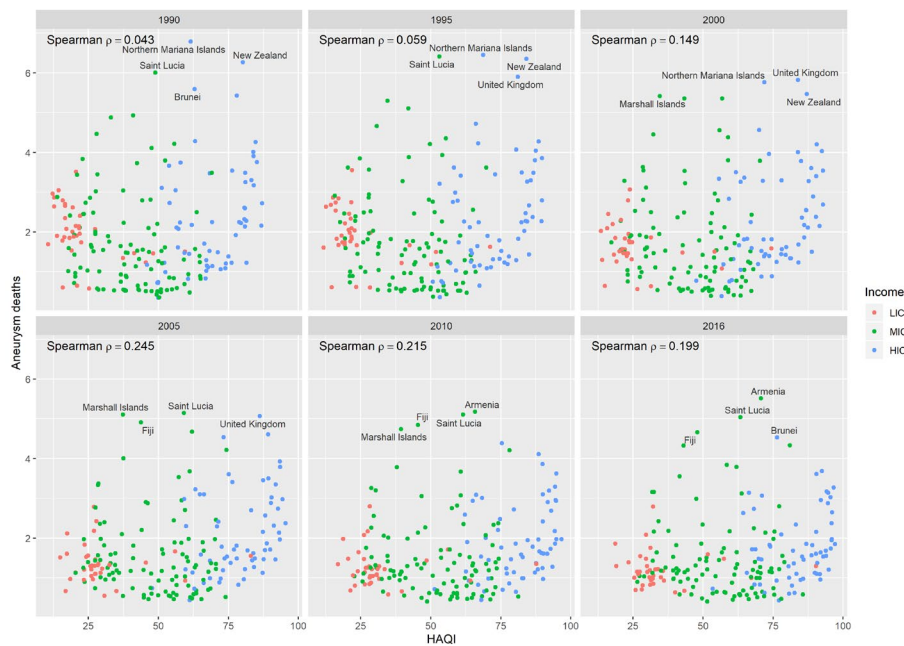 1990
1995
2000
Spearman ρ = 0.043
Spearman ρ = 0.059
Spearman ρ = 0.149
Northern Mariana Islands
New Zealand
Saint Lucia
Brunei
Northern Mariana Islands
Saint Lucia
New Zealand
United Kingdom
Northern Mariana Islands
United Kingdom
Marshall Islands
New Zealand
6
4
2
2005
2010
2016
Spearman ρ = 0.245
Spearman ρ = 0.215
Spearman ρ = 0.199
Marshall Islands
Saint Lucia
Fiji
United Kingdom
Fiji
Armenia
Saint Lucia
Marshall Islands
Armenia
Saint Lucia
Brunei
Fiji
6
4
2
25
50
75
100
25
50
75
100
25
50
75
100
HAQI
Aneurysm deaths
Income
LIC
MIC
HIC